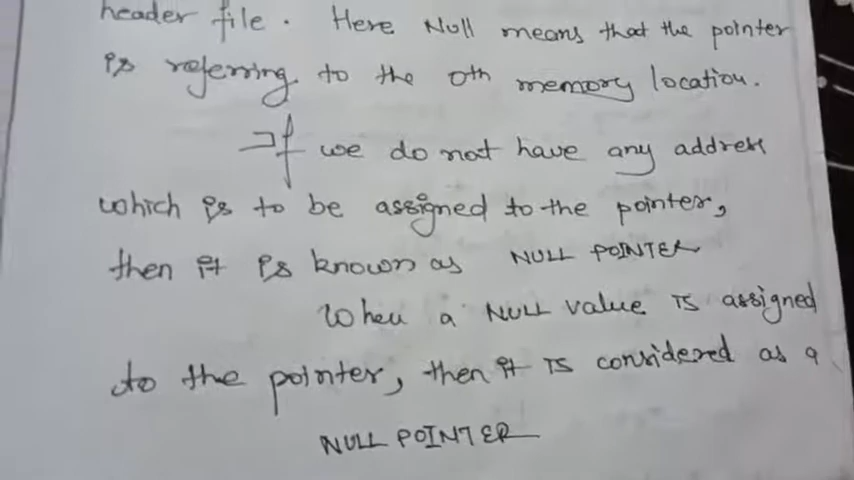 header file. Here Null means that the pointer
is referring to the 0th memory location.
If we do not have any address
which is to be assigned to the pointer,
then it is known as NULL POINTER
When a NULL value is assigned
to the pointer, then it is considered as a
NULL POINTER